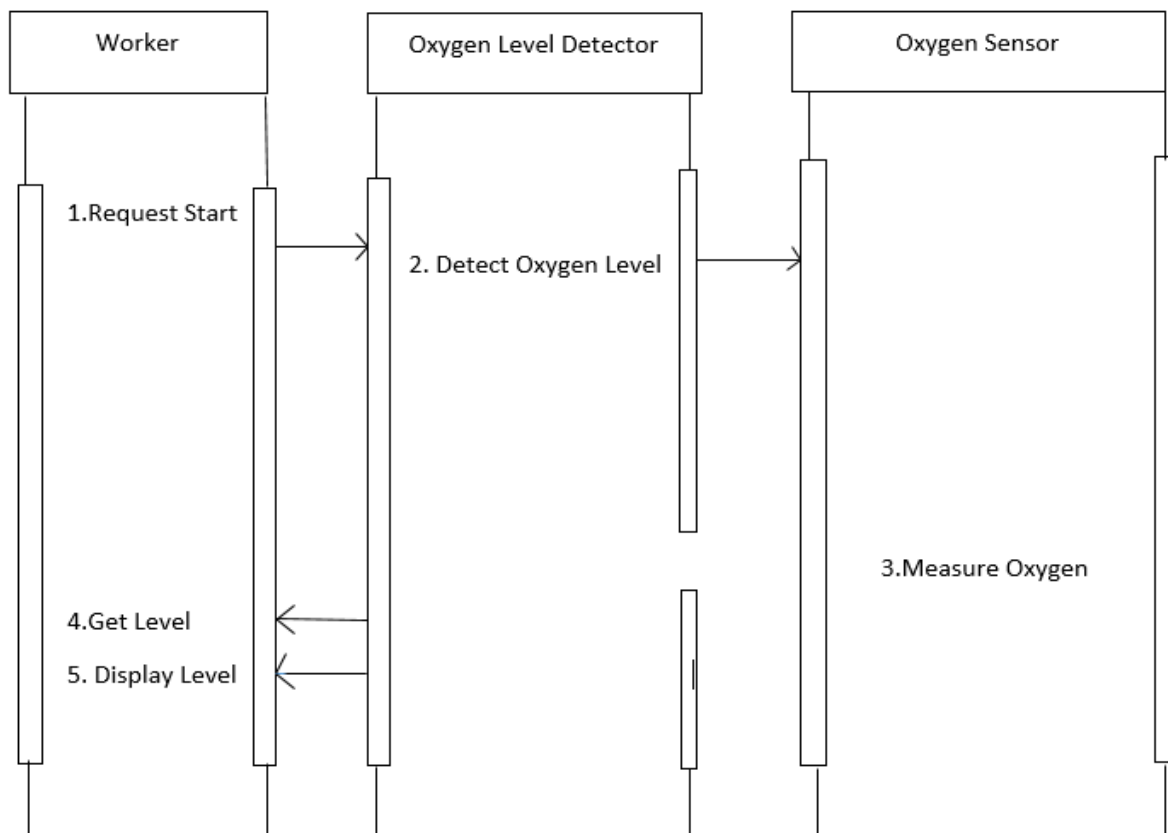 Worker
Oxygen Level Detector
Oxygen Sensor
1.Request Start
2. Detect Oxygen Level
3.Measure Oxygen
4.Get Level
5. Display Level